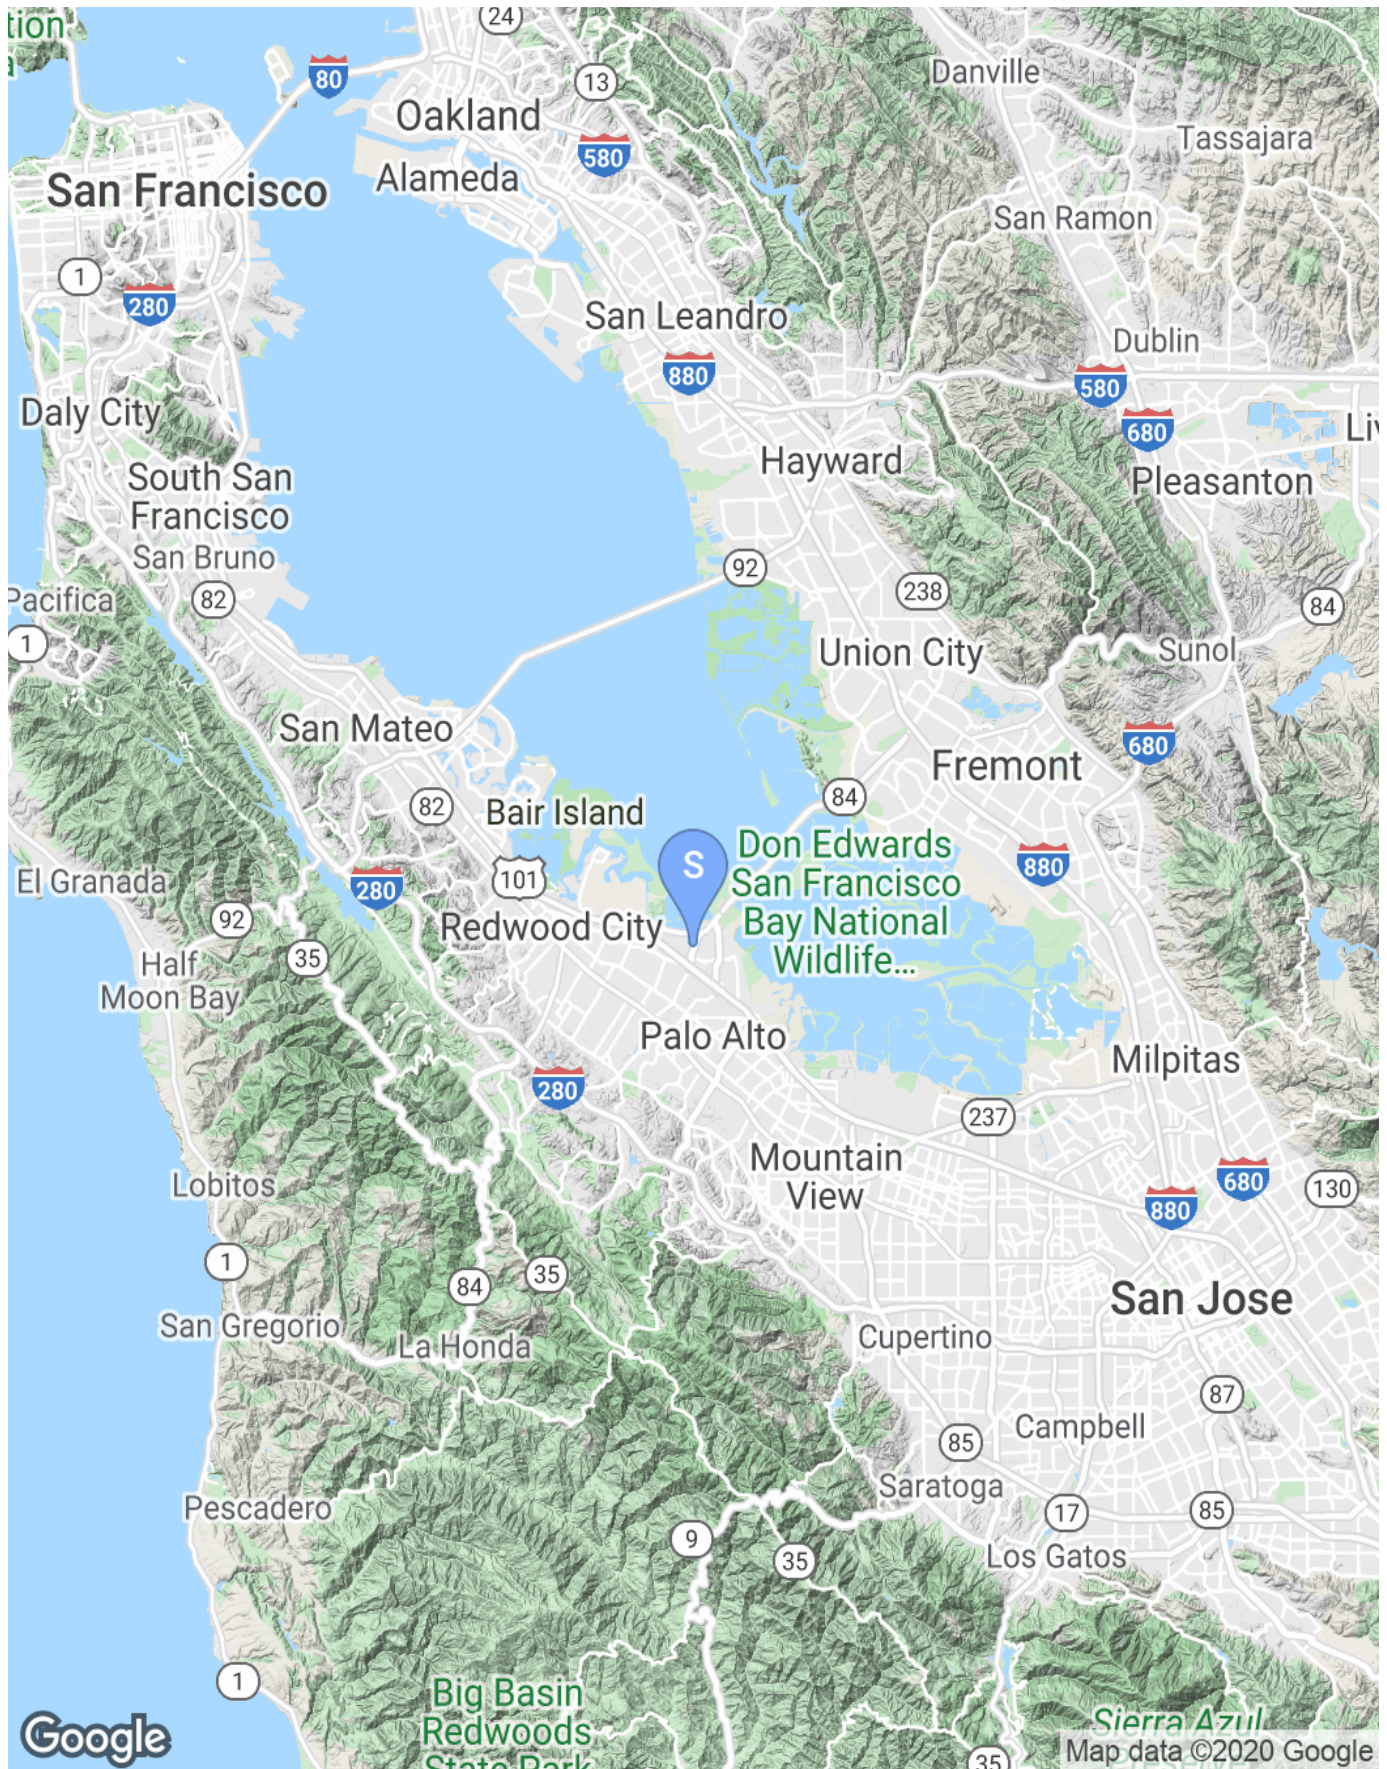 tion
a
24
80
13
Danville
Oakland
Tassajara
580
Alameda
San Francisco
San Ramon
1
280
San Leandro
Dublin
880
580
Daly City
680
Liv
Hayward
South San
Francisco
Pleasanton
San Bruno
92
82
238
84
Pacifica
1
Union City
Sunol
San Mateo
680
Fremont
82
84
Bair Island
Don Edwards
San Francisco
Bay National
Wildlife...
S
880
El Granada
280
101
92
Redwood City
35
Half
Moon Bay
Palo Alto
Milpitas
280
237
Mountain
View
Lobitos
680
130
880
1
35
84
San Jose
San Gregorio
La Honda
Cupertino
87
Campbell
85
Saratoga
Pescadero
17
85
9
35
Los Gatos
1
Big Basin
Redwoods
State Park
Sierra Azul
35
Google
Map data ©2020 Google